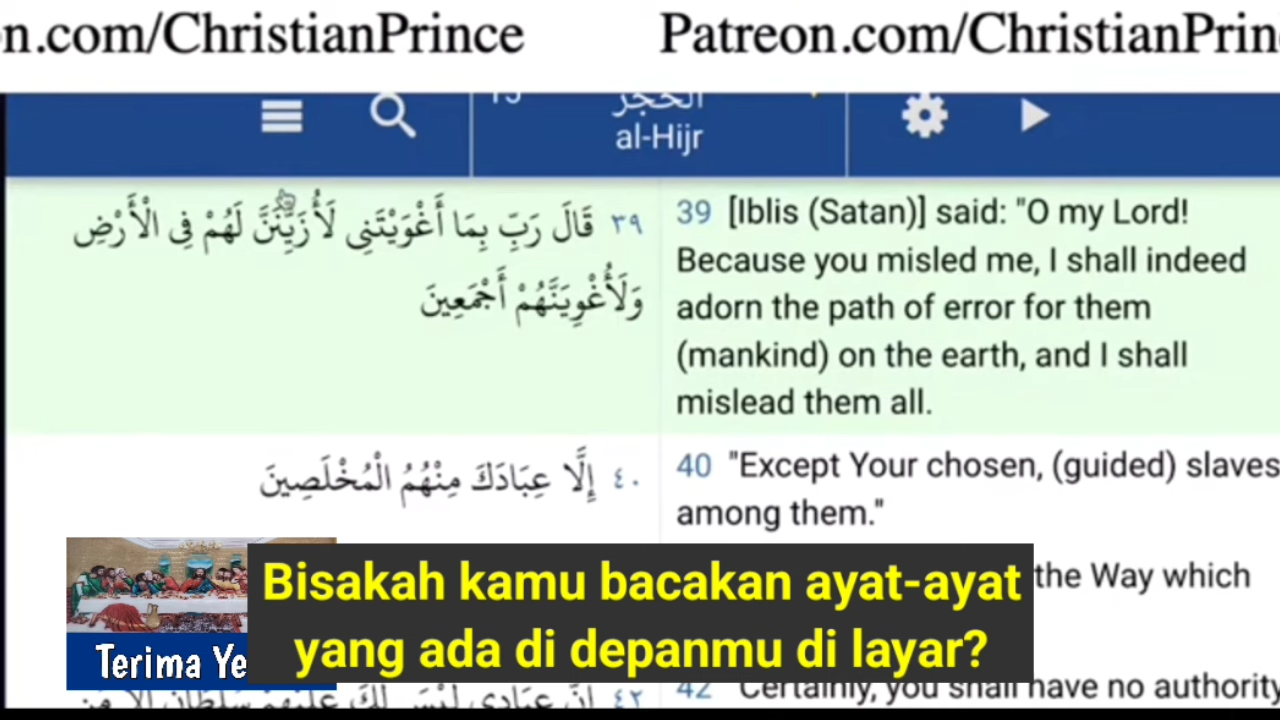 n.com/ChristianPrince Patreon.com/ChristianPrin
الحجر
al-Hijr
٣٩ قَالَ رَبِّ بِمَا أَغْوَيْتَنِي لَأُزَيِّنَنَّ لَهُمْ فِي الْأَرْضِ
وَلَأُغْوِيَنَّهُمْ أَجْمَعِينَ
39 [Iblis (Satan)] said: "O my Lord!
Because you misled me, I shall indeed
adorn the path of error for them
(mankind) on the earth, and I shall
mislead them all.
٤٠ إِلَّا عِبَادَكَ مِنْهُمُ الْمُخْلَصِينَ
40 "Except Your chosen, (guided) slaves
among them."
the Way which
Bisakah kamu bacakan ayat-ayat
yang ada di depanmu di layar?
Terima Ye
٤٢ إِنَّ عِبَادِي لَيْسَ لَكَ عَلَيْهِمْ سُلْطَانٌ إِلَّا مَنِ
42 "Certainly, you shall have no authority